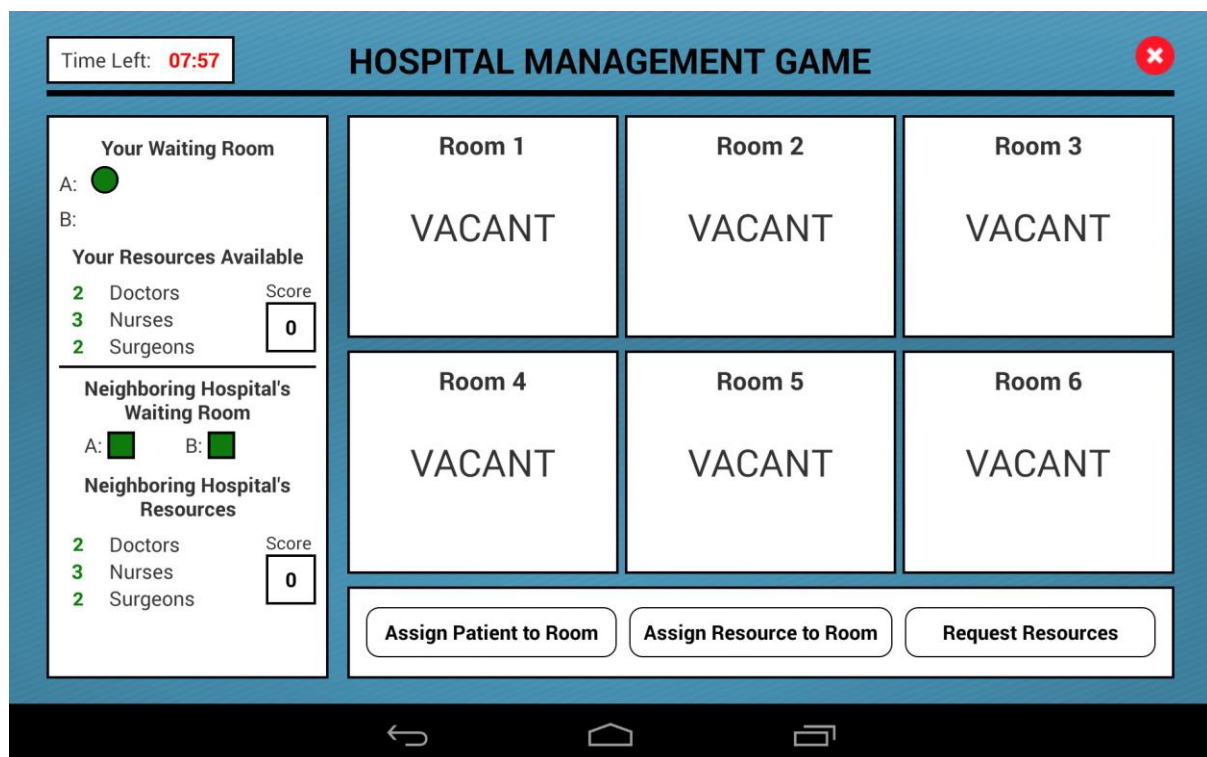 Time Left: 07:57
HOSPITAL MANAGEMENT GAME
Your Waiting Room
A:
B:
Your Resources Available
2 Doctors
3 Nurses
2 Surgeons
Score
0
Neighboring Hospital's
Waiting Room
A: B:
Neighboring Hospital's
Resources
2 Doctors
3 Nurses
2 Surgeons
Score
0
Room 1
VACANT
Room 2
VACANT
Room 3
VACANT
Room 4
VACANT
Room 5
VACANT
Room 6
VACANT
Assign Patient to Room
Assign Resource to Room
Request Resources